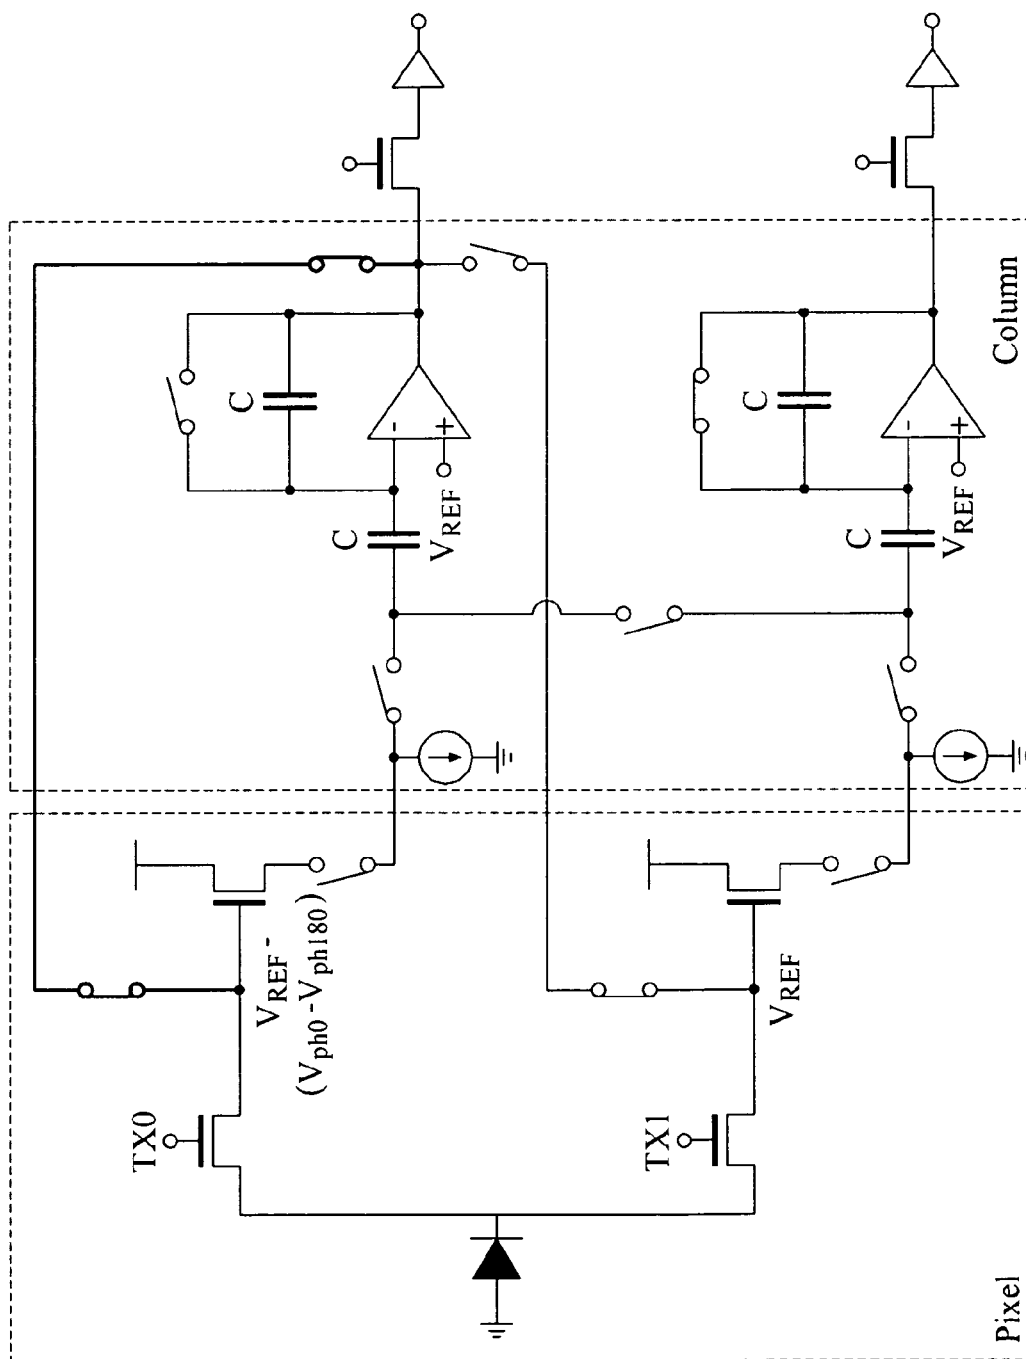 TX0
V_REF-
(V_ph0-V_ph180)
C
C
V_REF
TX1
V_REF
C
C
V_REF
Pixel
Column
+
-
+
-